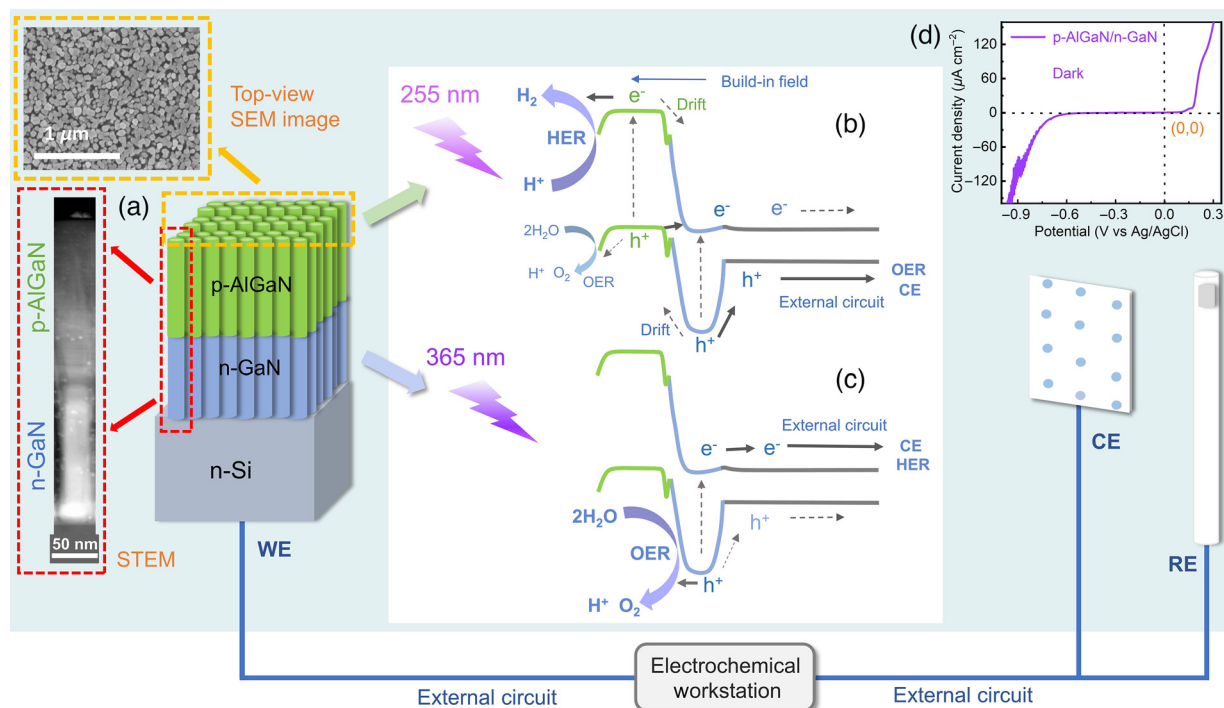 1 μm
Top-view
SEM image
(a)
p-AlGaN
n-GaN
50 nm
STEM
p-AlGaN
n-GaN
n-Si
WE
255 nm
365 nm
Build-in field
(b)
H₂
e⁻
Drift
HER
H⁺
2H₂O
h⁺
H⁺ O₂
OER
e⁻
e⁻
h⁺
External circuit
OER
CE
Drift
h⁺
(c)
e⁻
e⁻
External circuit
CE
HER
2H₂O
OER
h⁺
h⁺
H⁺ O₂
(d)
Current density (μA cm⁻²)
120
60
0
−60
−120
p-AlGaN/n-GaN
Dark
(0,0)
−0.9
−0.6
−0.3
0.0
0.3
Potential (V vs Ag/AgCl)
CE
RE
Electrochemical
workstation
External circuit
External circuit